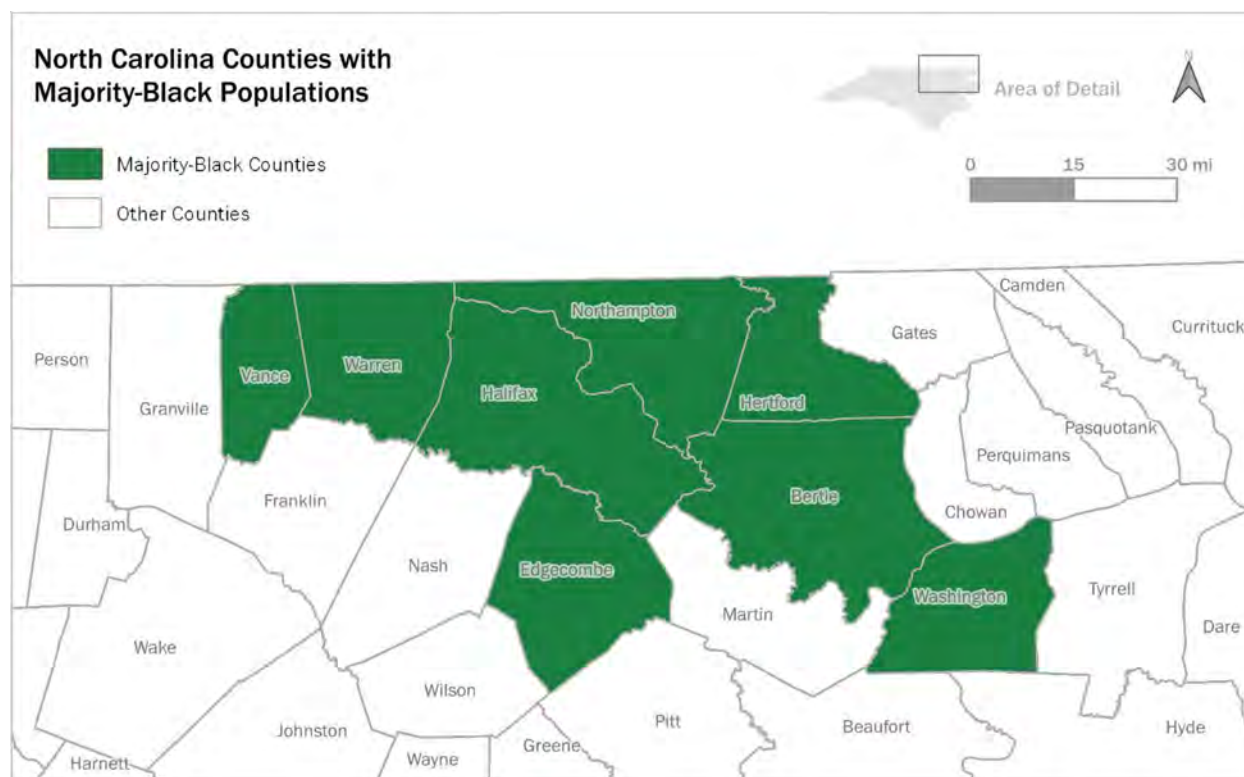 North Carolina Counties with
Majority-Black Populations
Majority-Black Counties
Other Counties
N
Area of Detail
0 15 30 mi
Camden
Northampton
Currituck
Gates
Person
Warren
Vance
Halifax
Hertford
Granville
Pasquotank
Perquimans
Franklin
Bertie
Chowan
Durham
Nash
Edgecombe
Tyrrell
Washington
Martin
Dare
Wake
Wilson
Pitt
Beaufort
Hyde
Johnston
Greene
Wayne
Harnett